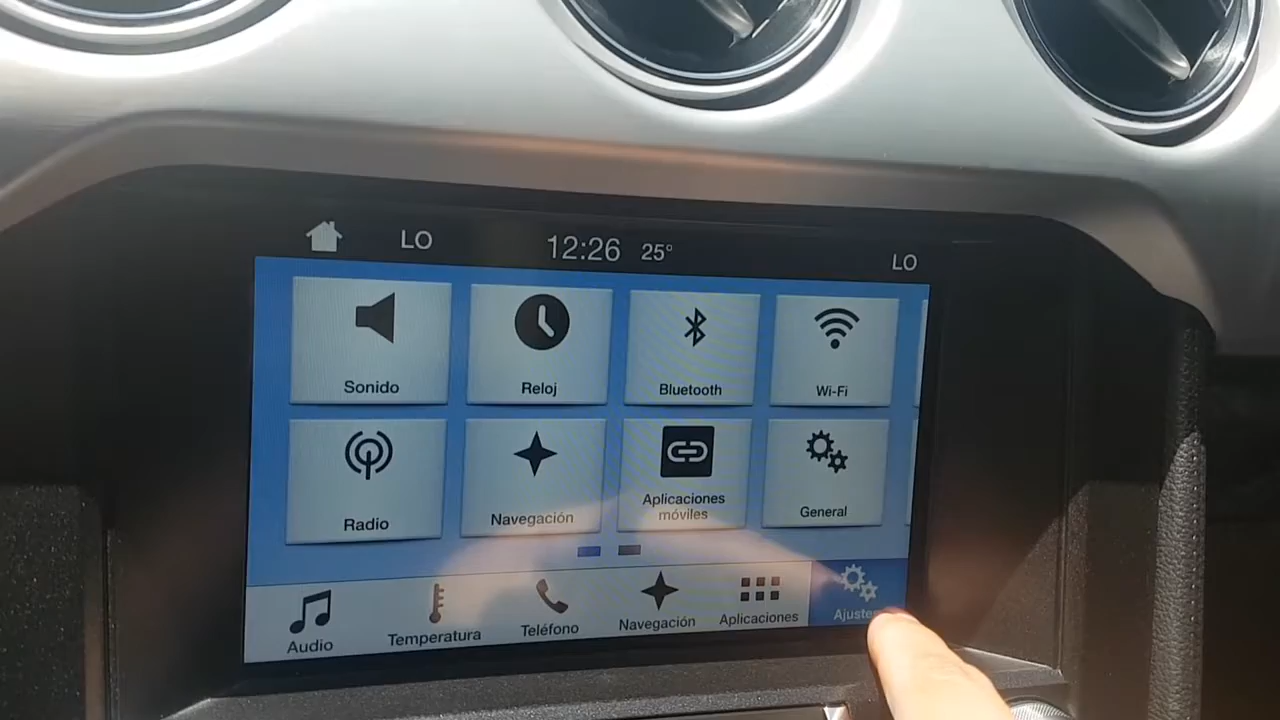 LO
12:26 25°
LO
Sonido
Reloj
Bluetooth
Wi-Fi
Radio
Navegación
Aplicaciones
móviles
General
Audio
Temperatura
Teléfono
Navegación
Aplicaciones